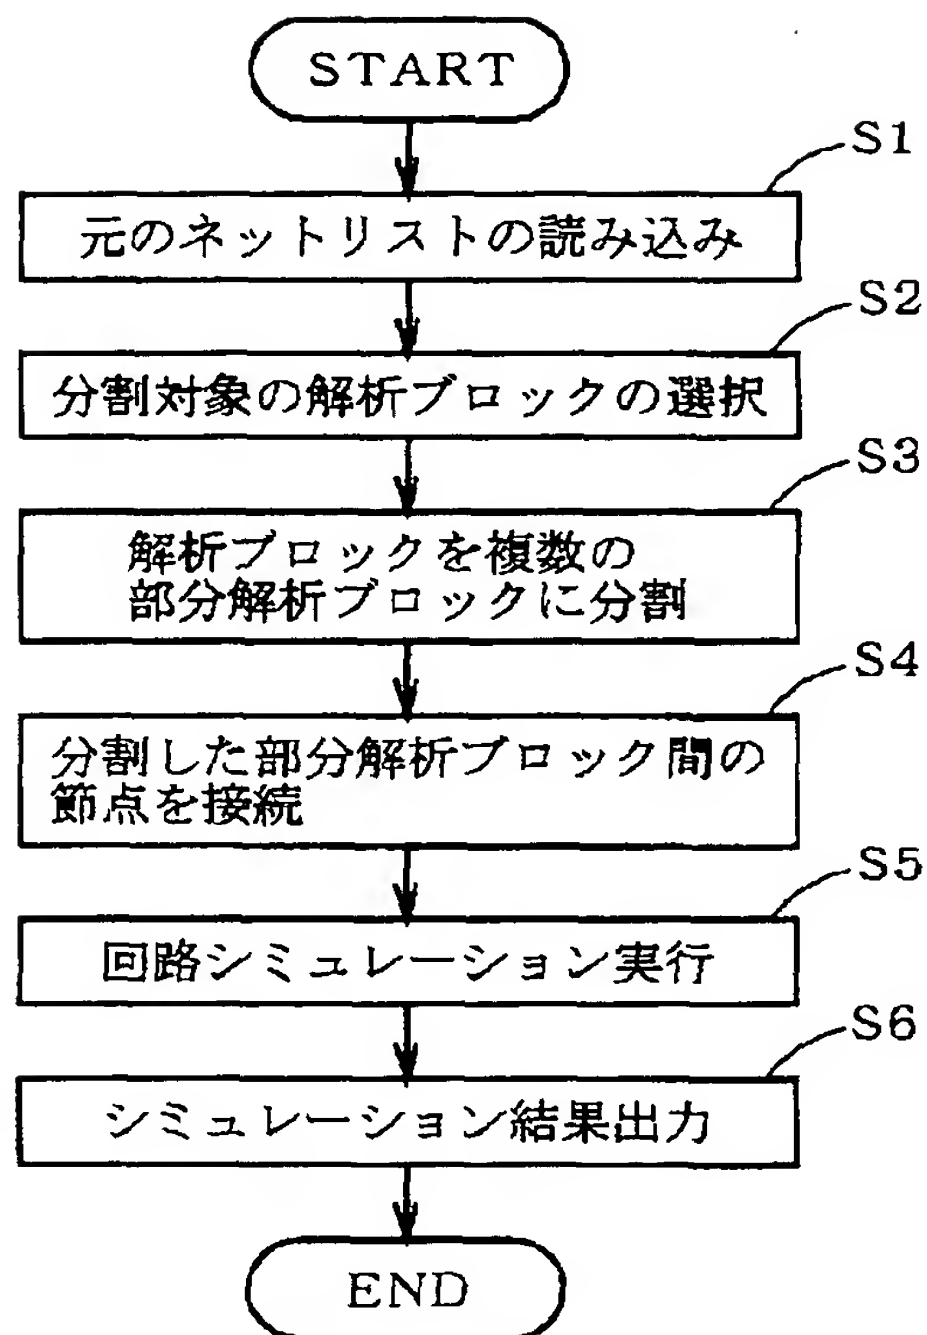 START
S1
元のネットリストの読み込み
S2
分割対象の解析ブロックの選択
S3
解析ブロックを複数の
部分解析ブロックに分割
S4
分割した部分解析ブロック間の
節点を接続
S5
回路シミュレーション実行
S6
シミュレーション結果出力
END